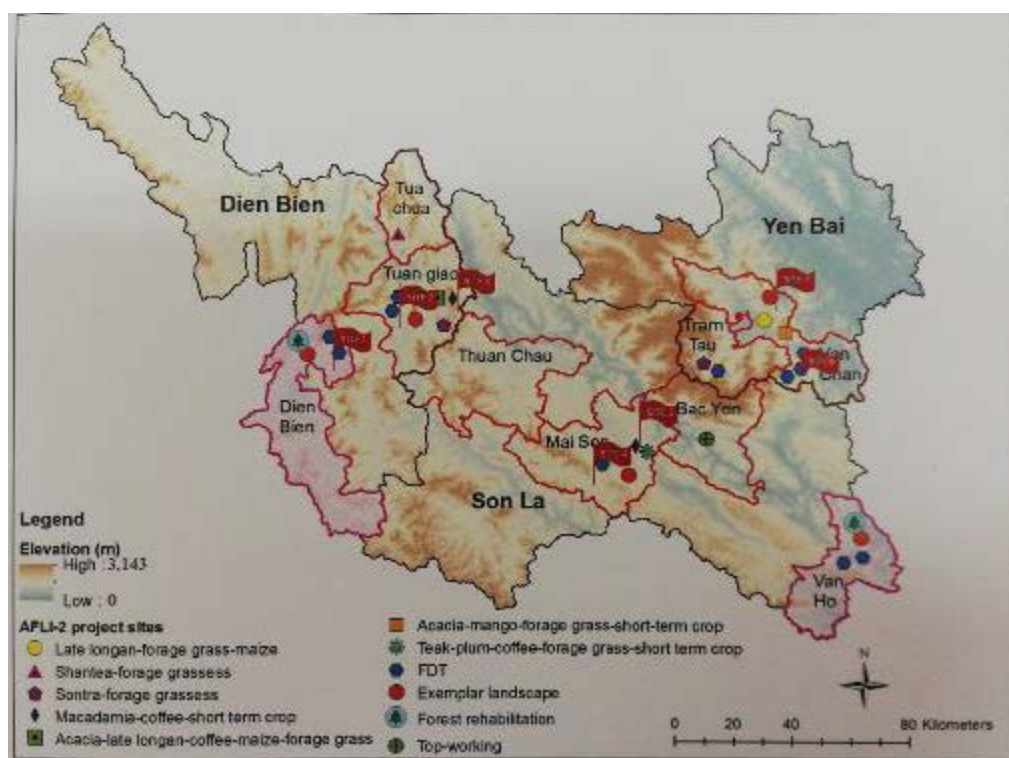 Dien Bien
Tua
chua
Yen Bai
Tuan giao
Tram
Tau
Van
Chan
Thuan Chau
Dien
Bien
Bac Yen
Mai Son
Son La
Van
Ho
Legend
Elevation (m)
High : 3,143
Low : 0
AFLI-2 project sites
Late longan-forage grass-maize
Shantea-forage grassess
Sontra-forage grassess
Macadamia-coffee-short term crop
Acacia-late longan-coffee-maize-forage grass
Acacia-mango-forage grass-short-term crop
Teak-plum-coffee-forage grass-short term crop
FDT
Exemplar landscape
Forest rehabilitation
Top-working
N
0 20 40 80 Kilometers